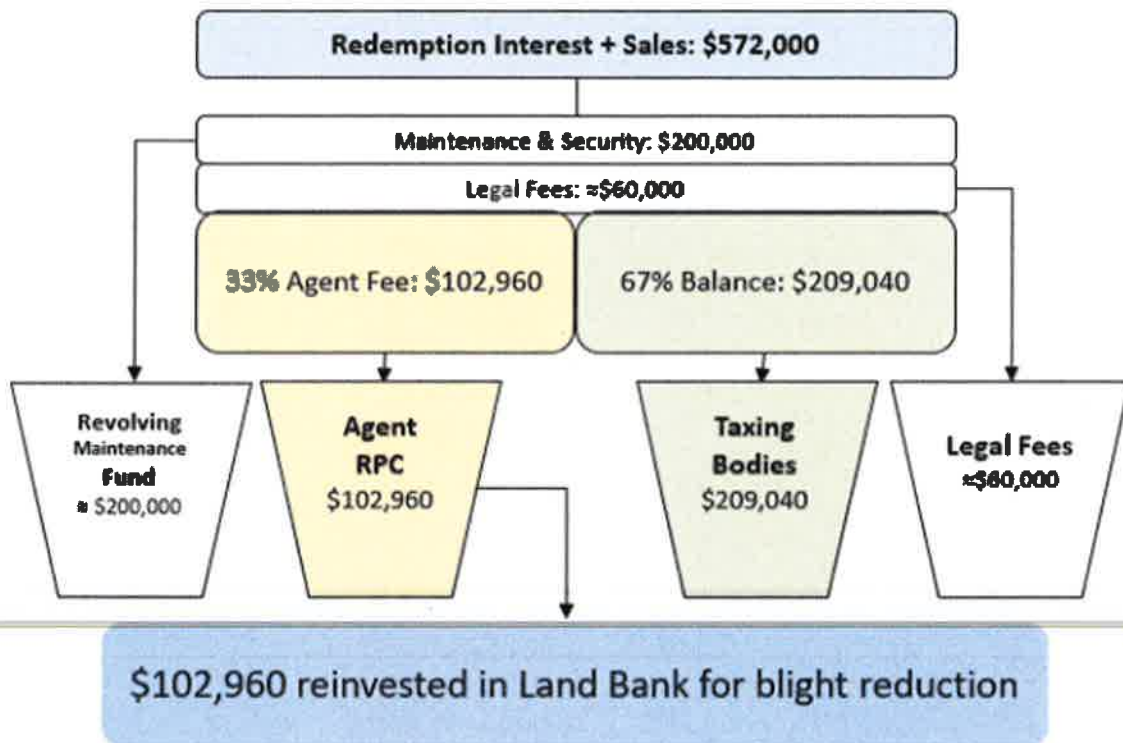 Redemption Interest + Sales: $572,000
Maintenance & Security: $200,000
Legal Fees: ≈$60,000
33% Agent Fee: $102,960
67% Balance: $209,040
Revolving
Maintenance
Fund
≈ $200,000
Agent
RPC
$102,960
Taxing
Bodies
$209,040
Legal Fees
≈$60,000
$102,960 reinvested in Land Bank for blight reduction